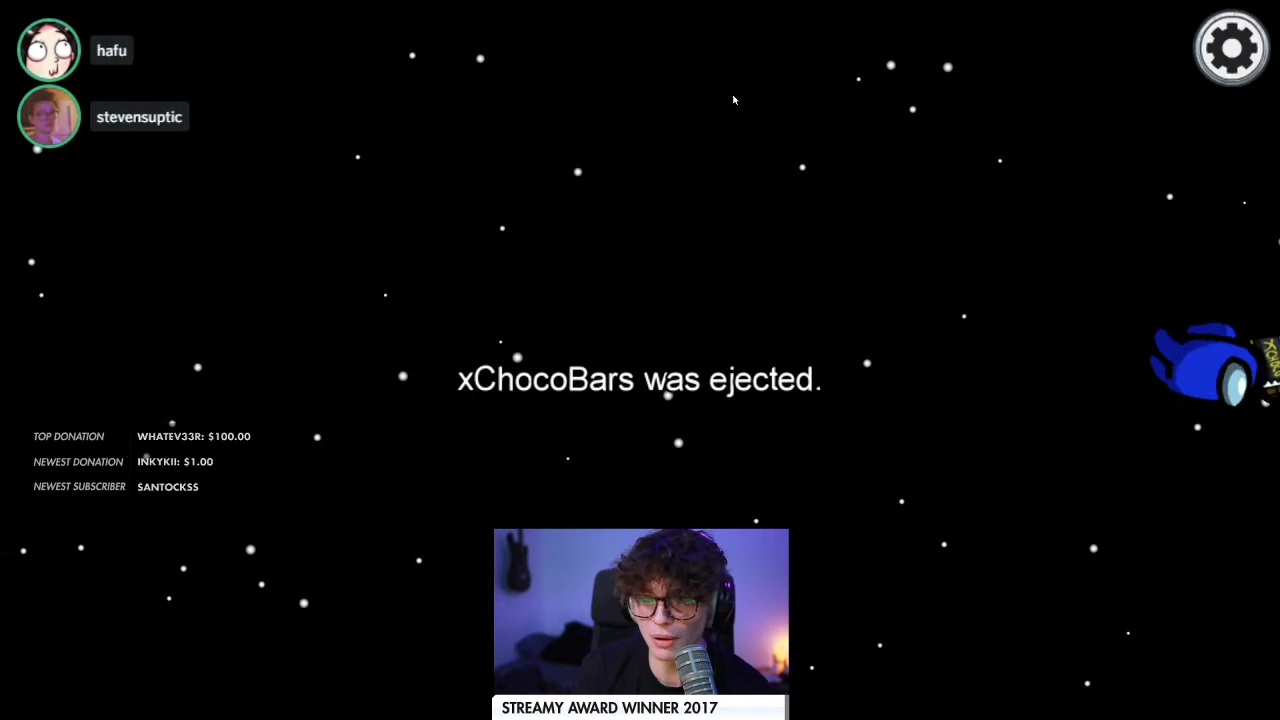 hafu
stevensuptic
xChocoBars was ejected.
TOP DONATION WHATEV33R: $100.00
NEWEST DONATION INKYKII: $1.00
NEWEST SUBSCRIBER SANTOCKSS
STREAMY AWARD WINNER 2017